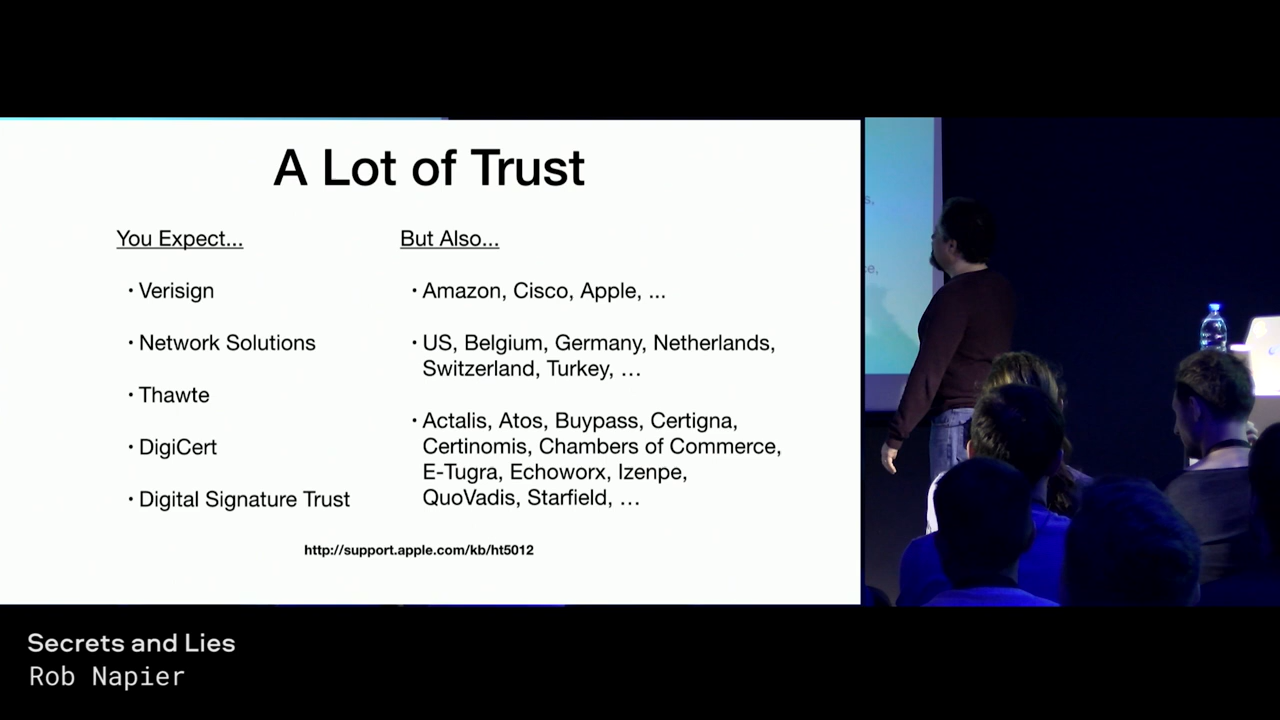 A Lot of Trust
You Expect...
• Verisign
• Network Solutions
• Thawte
• DigiCert
• Digital Signature Trust
But Also...
• Amazon, Cisco, Apple, ...
• US, Belgium, Germany, Netherlands,
Switzerland, Turkey, …
• Actalis, Atos, Buypass, Certigna,
Certinomis, Chambers of Commerce,
E-Tugra, Echoworx, Izenpe,
QuoVadis, Starfield, …
http://support.apple.com/kb/ht5012
s,
e,
Secrets and Lies
Rob Napier